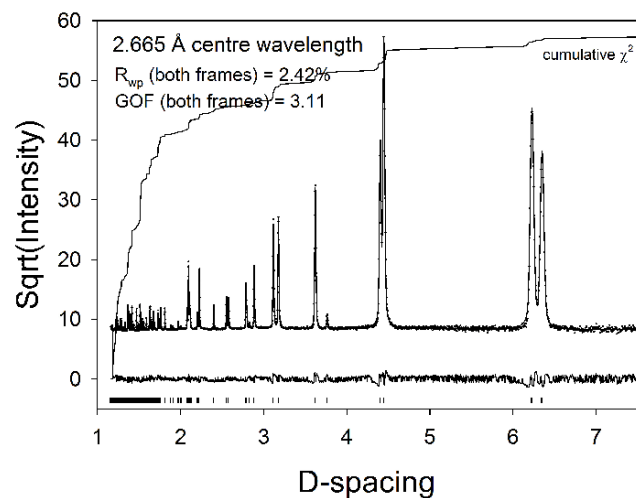 60
2.665 Å centre wavelength
cumulative χ²
Rwp (both frames) = 2.42%
GOF (both frames) = 3.11
50
40
30
20
10
0
Sqrt(Intensity)
1 2 3 4 5 6 7
D-spacing